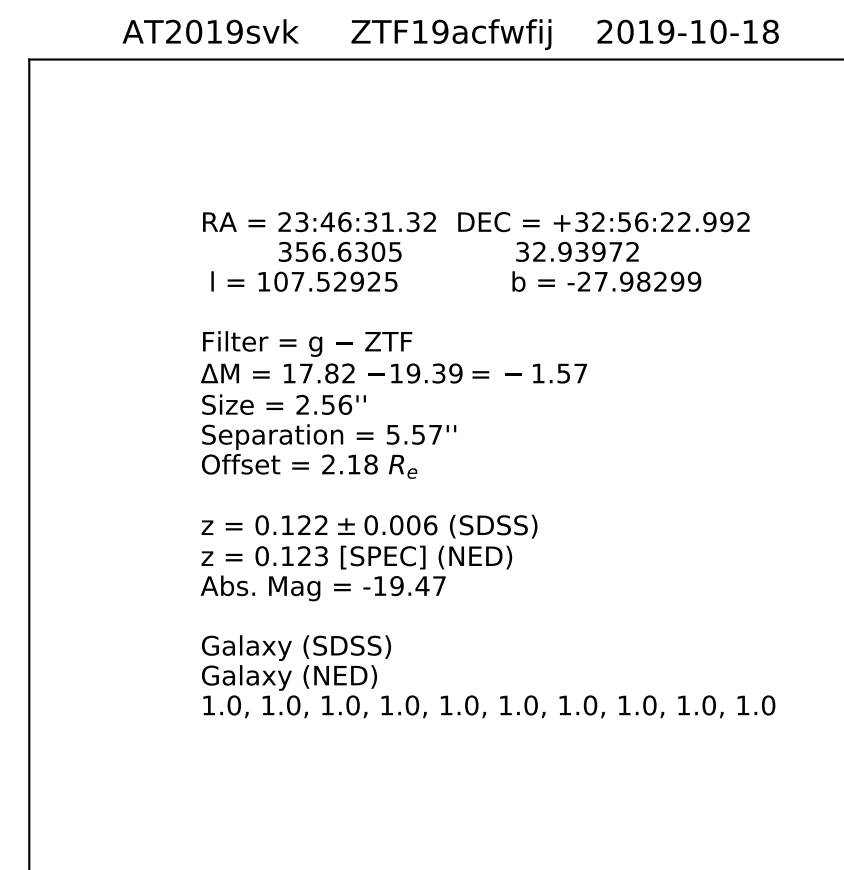 AT2019svk ZTF19acfwfij 2019-10-18
RA = 23:46:31.32 DEC = +32:56:22.992
356.6305 32.93972
l = 107.52925 b = -27.98299
Filter = g − ZTF
ΔM = 17.82 −19.39 = − 1.57
Size = 2.56''
Separation = 5.57''
Offset = 2.18 Rₑ
z = 0.122 ± 0.006 (SDSS)
z = 0.123 [SPEC] (NED)
Abs. Mag = -19.47
Galaxy (SDSS)
Galaxy (NED)
1.0, 1.0, 1.0, 1.0, 1.0, 1.0, 1.0, 1.0, 1.0, 1.0